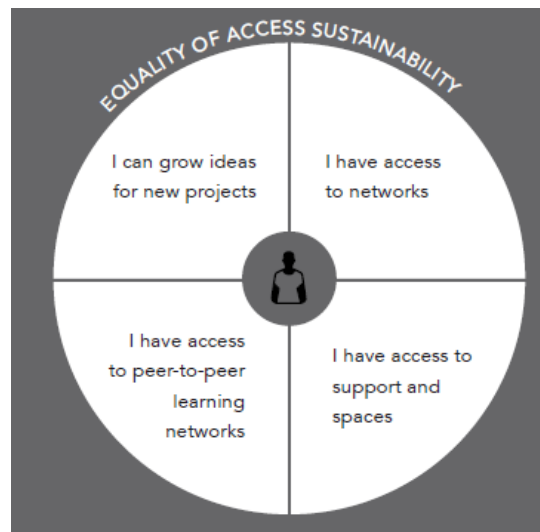 EQUALITY OF ACCESS SUSTAINABILITY
I can grow ideas
for new projects
I have access
to networks
I have access
to peer-to-peer
learning
networks
I have access to
support and
spaces